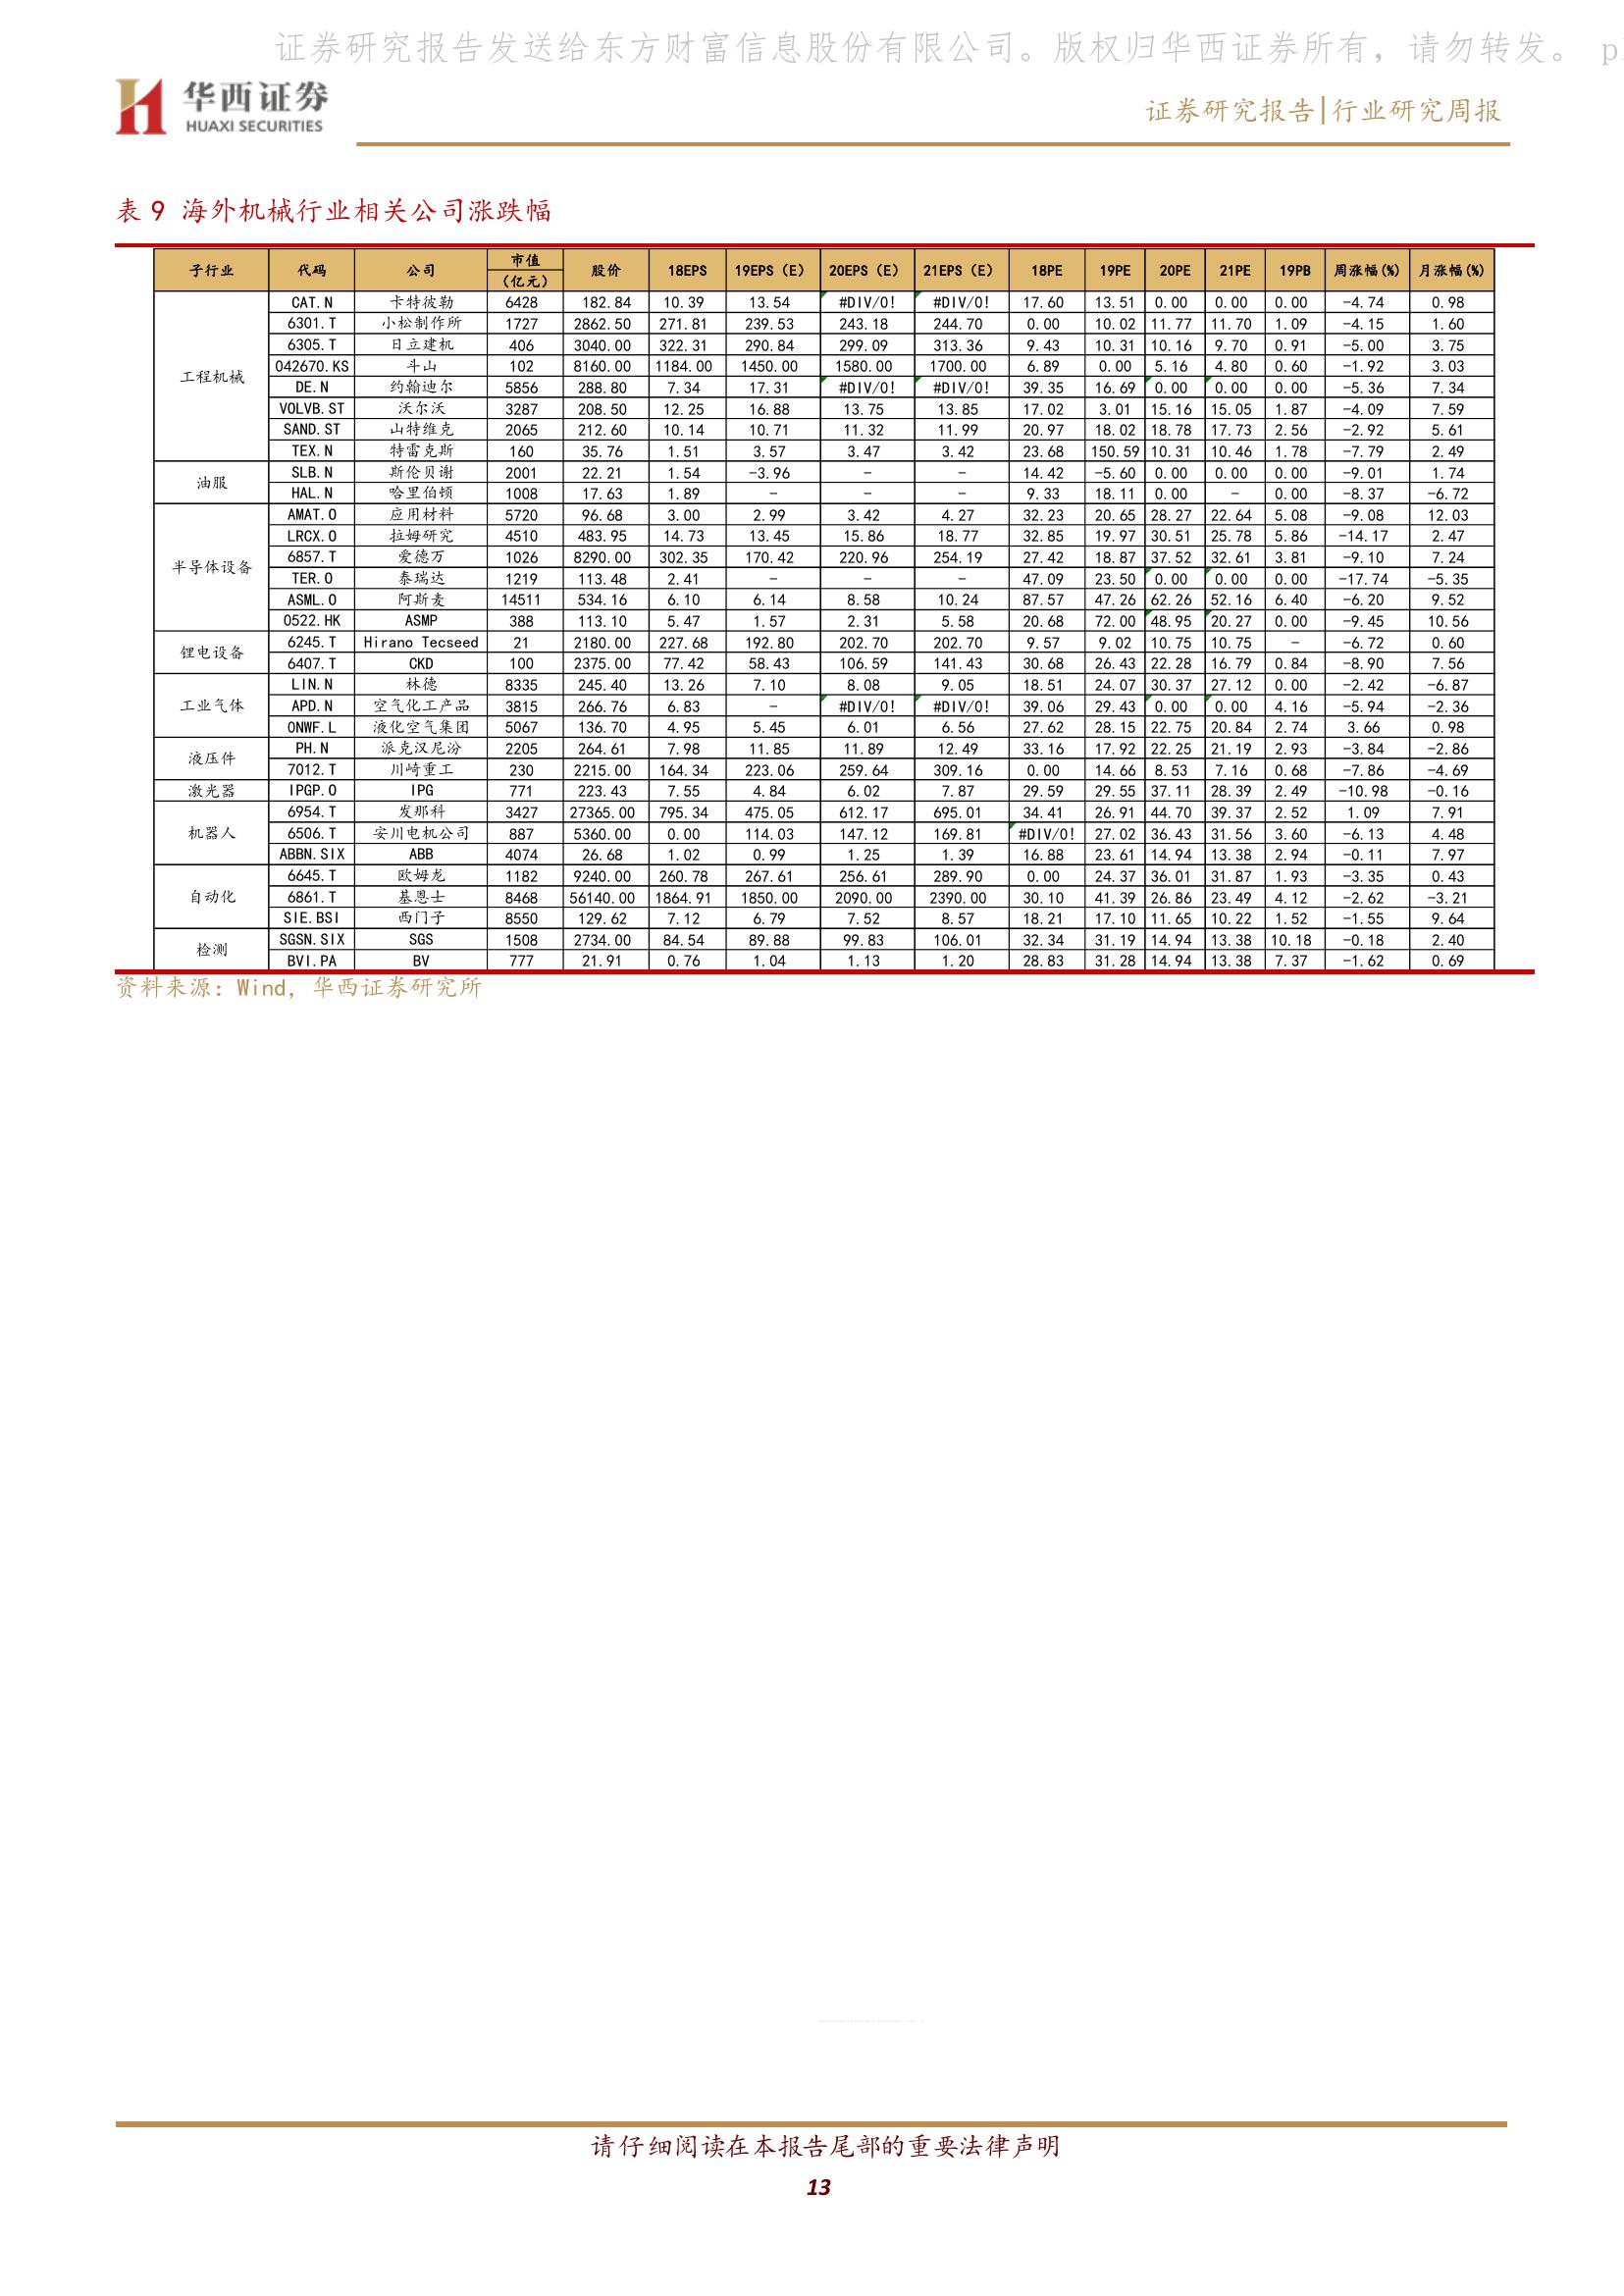 证券研究报告发送给东方财富信息股份有限公司。版权归华西证券所有，请勿转发。 p
华西证券
HUAXI SECURITIES
证券研究报告|行业研究周报
表 9 海外机械行业相关公司涨跌幅
子行业 代码 公司 市值(亿元) 股价 18EPS 19EPS（E） 20EPS（E） 21EPS（E） 18PE 19PE 20PE 21PE 19PB 周涨幅(%) 月涨幅(%)
工程机械 CAT.N 卡特彼勒 6428 182.84 10.39 13.54 #DIV/0! #DIV/0! 17.60 13.51 0.00 0.00 0.00 -4.74 0.98
6301.T 小松制作所 1727 2862.50 271.81 239.53 243.18 244.70 0.00 10.02 11.77 11.70 1.09 -4.15 1.60
6305.T 日立建机 406 3040.00 322.31 290.84 299.09 313.36 9.43 10.31 10.16 9.70 0.91 -5.00 3.75
042670.KS 斗山 102 8160.00 1184.00 1450.00 1580.00 1700.00 6.89 0.00 5.16 4.80 0.60 -1.92 3.03
DE.N 约翰迪尔 5856 288.80 7.34 17.31 #DIV/0! #DIV/0! 39.35 16.69 0.00 0.00 0.00 -5.36 7.34
VOLVB.ST 沃尔沃 3287 208.50 12.25 16.88 13.75 13.85 17.02 3.01 15.16 15.05 1.87 -4.09 7.59
SAND.ST 山特维克 2065 212.60 10.14 10.71 11.32 11.99 20.97 18.02 18.78 17.73 2.56 -2.92 5.61
TEX.N 特雷克斯 160 35.76 1.51 3.57 3.47 3.42 23.68 150.59 10.31 10.46 1.78 -7.79 2.49
油服 SLB.N 斯伦贝谢 2001 22.21 1.54 -3.96 - - 14.42 -5.60 0.00 0.00 0.00 -9.01 1.74
HAL.N 哈里伯顿 1008 17.63 1.89 - - - 9.33 18.11 0.00 - 0.00 -8.37 -6.72
半导体设备 AMAT.O 应用材料 5720 96.68 3.00 2.99 3.42 4.27 32.23 20.65 28.27 22.64 5.08 -9.08 12.03
LRCX.O 拉姆研究 4510 483.95 14.73 13.45 15.86 18.77 32.85 19.97 30.51 25.78 5.86 -14.17 2.47
6857.T 爱德万 1026 8290.00 302.35 170.42 220.96 254.19 27.42 18.87 37.52 32.61 3.81 -9.10 7.24
TER.O 泰瑞达 1219 113.48 2.41 - - - 47.09 23.50 0.00 0.00 0.00 -17.74 -5.35
ASML.O 阿斯麦 14511 534.16 6.10 6.14 8.58 10.24 87.57 47.26 62.26 52.16 6.40 -6.20 9.52
0522.HK ASMP 388 113.10 5.47 1.57 2.31 5.58 20.68 72.00 48.95 20.27 0.00 -9.45 10.56
锂电设备 6245.T Hirano Tecseed 21 2180.00 227.68 192.80 202.70 202.70 9.57 9.02 10.75 10.75 - -6.72 0.60
6407.T CKD 100 2375.00 77.42 58.43 106.59 141.43 30.68 26.43 22.28 16.79 0.84 -8.90 7.56
工业气体 LIN.N 林德 8335 245.40 13.26 7.10 8.08 9.05 18.51 24.07 30.37 27.12 0.00 -2.42 -6.87
APD.N 空气化工产品 3815 266.76 6.83 - #DIV/0! #DIV/0! 39.06 29.43 0.00 0.00 4.16 -5.94 -2.36
0NWF.L 液化空气集团 5067 136.70 4.95 5.45 6.01 6.56 27.62 28.15 22.75 20.84 2.74 3.66 0.98
液压件 PH.N 派克汉尼汾 2205 264.61 7.98 11.85 11.89 12.49 33.16 17.92 22.25 21.19 2.93 -3.84 -2.86
7012.T 川崎重工 230 2215.00 164.34 223.06 259.64 309.16 0.00 14.66 8.53 7.16 0.68 -7.86 -4.69
激光器 IPGP.O IPG 771 223.43 7.55 4.84 6.02 7.87 29.59 29.55 37.11 28.39 2.49 -10.98 -0.16
机器人 6954.T 发那科 3427 27365.00 795.34 475.05 612.17 695.01 34.41 26.91 44.70 39.37 2.52 1.09 7.91
6506.T 安川电机公司 887 5360.00 0.00 114.03 147.12 169.81 #DIV/0! 27.02 36.43 31.56 3.60 -6.13 4.48
ABBN.SIX ABB 4074 26.68 1.02 0.99 1.25 1.39 16.88 23.61 14.94 13.38 2.94 -0.11 7.97
自动化 6645.T 欧姆龙 1182 9240.00 260.78 267.61 256.61 289.90 0.00 24.37 36.01 31.87 1.93 -3.35 0.43
6861.T 基恩士 8468 56140.00 1864.91 1850.00 2090.00 2390.00 30.10 41.39 26.86 23.49 4.12 -2.62 -3.21
SIE.BSI 西门子 8550 129.62 7.12 6.79 7.52 8.57 18.21 17.10 11.65 10.22 1.52 -1.55 9.64
检测 SGSN.SIX SGS 1508 2734.00 84.54 89.88 99.83 106.01 32.34 31.19 14.94 13.38 10.18 -0.18 2.40
BVI.PA BV 777 21.91 0.76 1.04 1.13 1.20 28.83 31.28 14.94 13.38 7.37 -1.62 0.69
资料来源：Wind，华西证券研究所
请仔细阅读在本报告尾部的重要法律声明
13